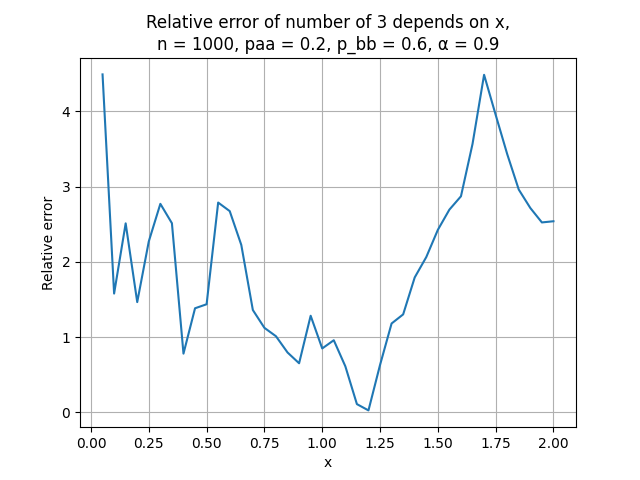 Relative error of number of 3 depends on x,
n = 1000, paa = 0.2, p_bb = 0.6, α = 0.9
4
3
2
1
0
Relative error
0.00 0.25 0.50 0.75 1.00 1.25 1.50 1.75 2.00
x